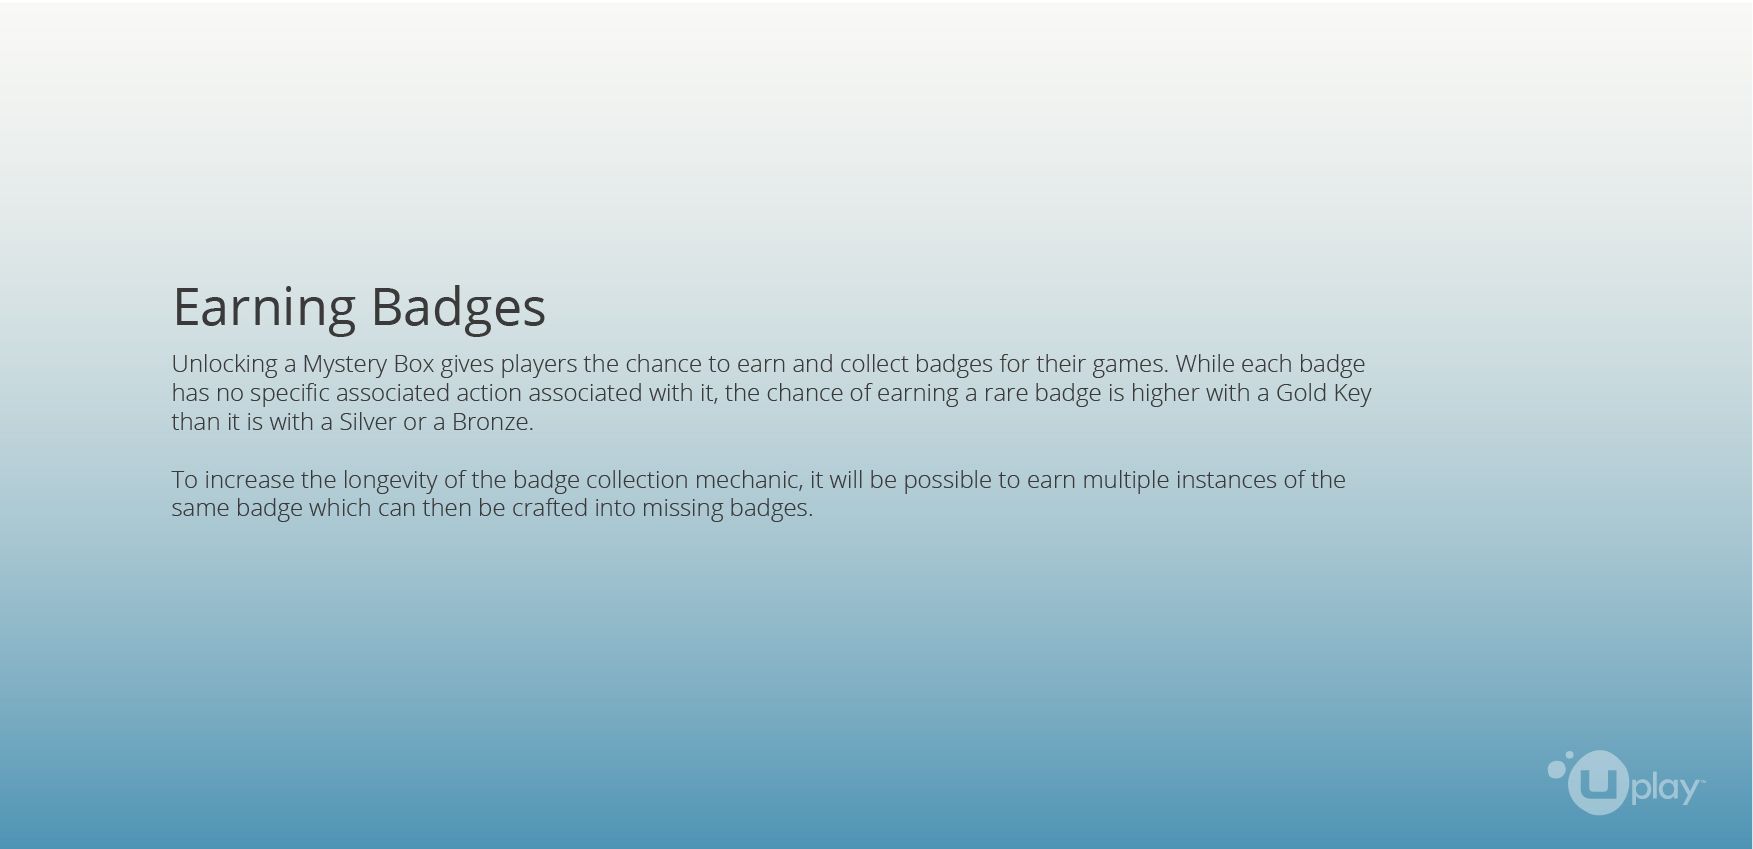 Earning Badges
Unlocking a Mystery Box gives players the chance to earn and collect badges for their games. While each badge
has no specific associated action associated with it, the chance of earning a rare badge is higher with a Gold Key
than it is with a Silver or a Bronze.
To increase the longevity of the badge collection mechanic, it will be possible to earn multiple instances of the
same badge which can then be crafted into missing badges.
Uplay™